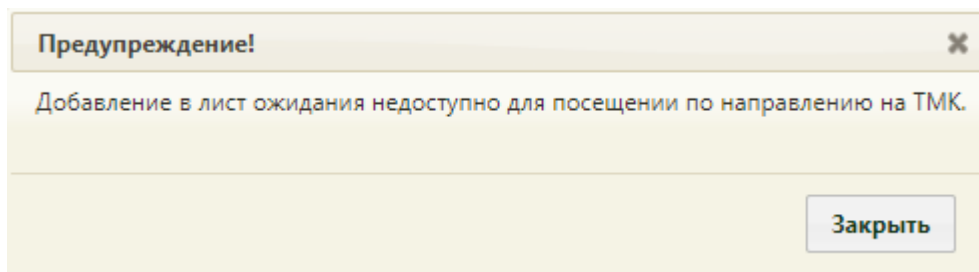 Предупреждение!
Добавление в лист ожидания недоступно для посещении по направлению на ТМК.
Закрыть